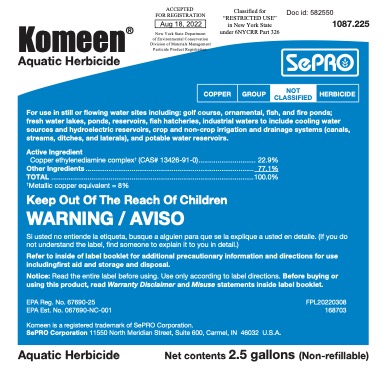 ACCEPTED
FOR REGISTRATION
Aug 18, 2022
New York State Department
of Environmental Conservation
Division of Materials Management
Pesticide Product Registration
Classified for
"RESTRICTED USE"
in New York State
under 6NYCRR Part 326
Doc id: 582550
1087.225
Komeen®
Aquatic Herbicide
SePRO
COPPER GROUP NOT CLASSIFIED HERBICIDE
For use in still or flowing water sites including: golf course, ornamental, fish, and fire ponds;
fresh water lakes, ponds, reservoirs, fish hatcheries, industrial waters to include cooling water
sources and hydroelectric reservoirs, crop and non-crop irrigation and drainage systems (canals,
streams, ditches, and laterals), and potable water reservoirs.
Active Ingredient
Copper ethylenediamine complex† (CAS# 13426-91-0)..................... 22.9%
Other Ingredients.......................................................................... 77.1%
TOTAL ......................................................................................... 100.0%
†Metallic copper equivalent = 8%
Keep Out Of The Reach Of Children
WARNING / AVISO
Si usted no entiende la etiqueta, busque a alguien para que se la explique a usted en detalle. (If you do
not understand the label, find someone to explain it to you in detail.)
Refer to inside of label booklet for additional precautionary information and directions for use
includingfirst aid and storage and disposal.
Notice: Read the entire label before using. Use only according to label directions. Before buying or
using this product, read Warranty Disclaimer and Misuse statements inside label booklet.
EPA Reg. No. 67690-25
FPL20220308
EPA Est. No. 067690-NC-001
168703
Komeen is a registered trademark of SePRO Corporation.
SePRO Corporation 11550 North Meridian Street, Suite 600, Carmel, IN 46032 U.S.A.
Aquatic Herbicide
Net contents 2.5 gallons (Non-refillable)